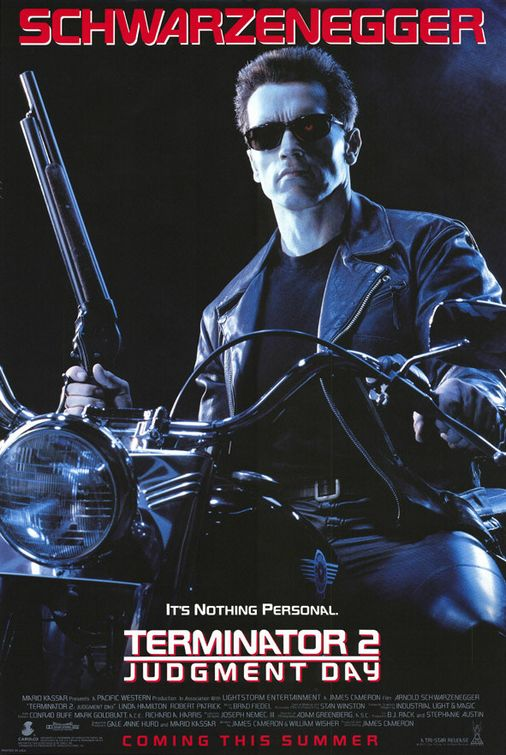 SCHWARZENEGGER
IT'S NOTHING PERSONAL.
TERMINATOR 2
JUDGMENT DAY
MARIO KASSAR Presents A PACIFIC WESTERN Production In Association With LIGHTSTORM ENTERTAINMENT A JAMES CAMERON Film ARNOLD SCHWARZENEGGER
"TERMINATOR 2: JUDGMENT DAY" LINDA HAMILTON ROBERT PATRICK BRAD FIEDEL STAN WINSTON INDUSTRIAL LIGHT & MAGIC
CONRAD BUFF MARK GOLDBLATT A.C.E. RICHARD A. HARRIS JOSEPH NEMEC III ADAM GREENBERG, A.S.C. B.J. RACK and STEPHANIE AUSTIN
GALE ANNE HURD and MARIO KASSAR JAMES CAMERON & WILLIAM WISHER JAMES CAMERON
CAROLCO
A TRI-STAR RELEASE
COMING THIS SUMMER